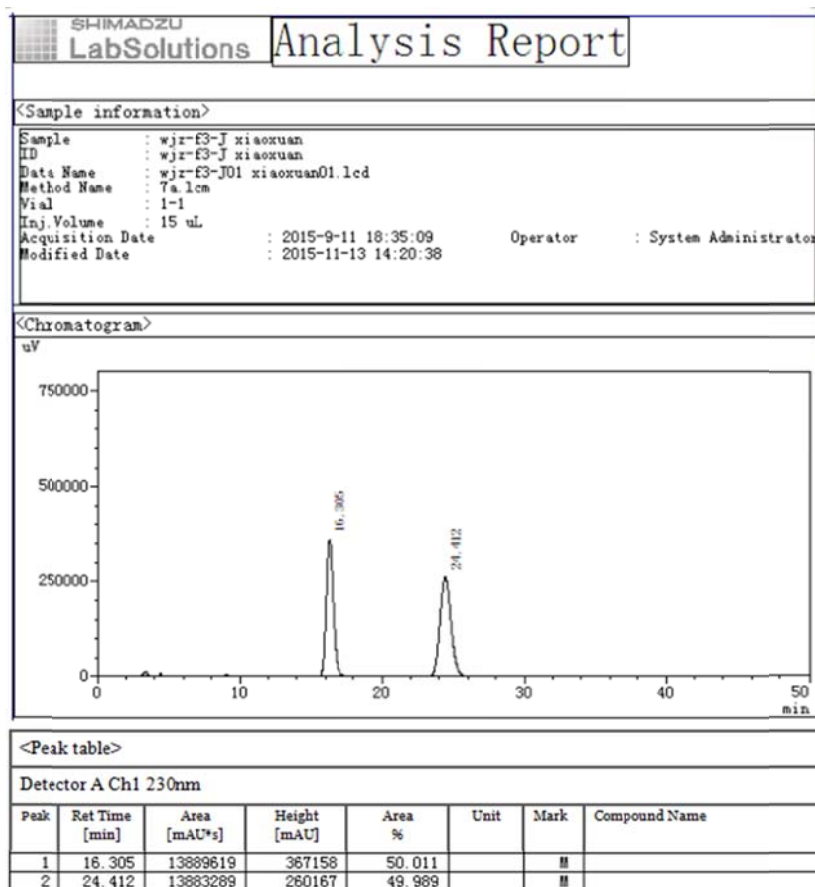 SHIMADZU
LabSolutions Analysis Report
<Sample information>
Sample : wjz-f3-J xiaoxuan
ID : wjz-f3-J xiaoxuan
Data Name : wjz-f3-J01 xiaoxuan01.lcd
Method Name : 7a.lcm
Vial : 1-1
Inj.Volume : 15 uL
Acquisition Date : 2015-9-11 18:35:09 Operator : System Administrator
Modified Date : 2015-11-13 14:20:38
<Chromatogram>
uV
750000
500000
16.305
24.412
250000
0
0 10 20 30 40 50
min
<Peak table>
Detector A Ch1 230nm
Peak Ret Time Area Height Area Unit Mark Compound Name
[min] [mAU*s] [mAU] %
1 16.305 13889619 367158 50.011 M
2 24.412 13883289 260167 49.989 M